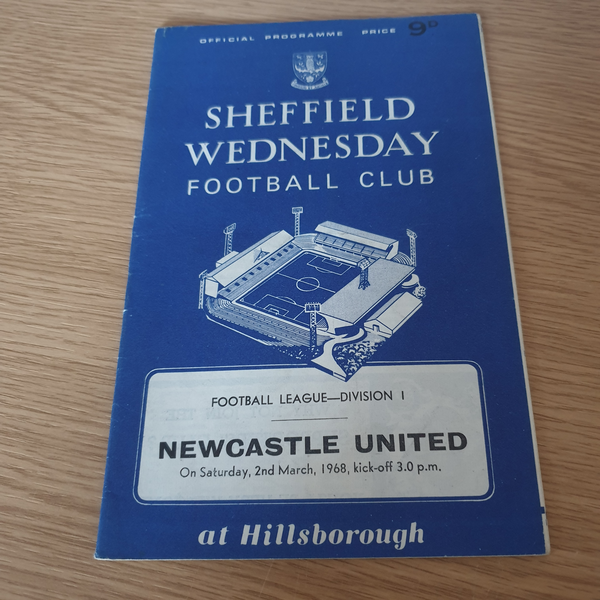 OFFICIAL PROGRAMME PRICE 9D
SHEFFIELD
WEDNESDAY
FOOTBALL CLUB
FOOTBALL LEAGUE—DIVISION I
NEWCASTLE UNITED
On Saturday, 2nd March, 1968, kick-off 3.0 p.m.
at Hillsborough